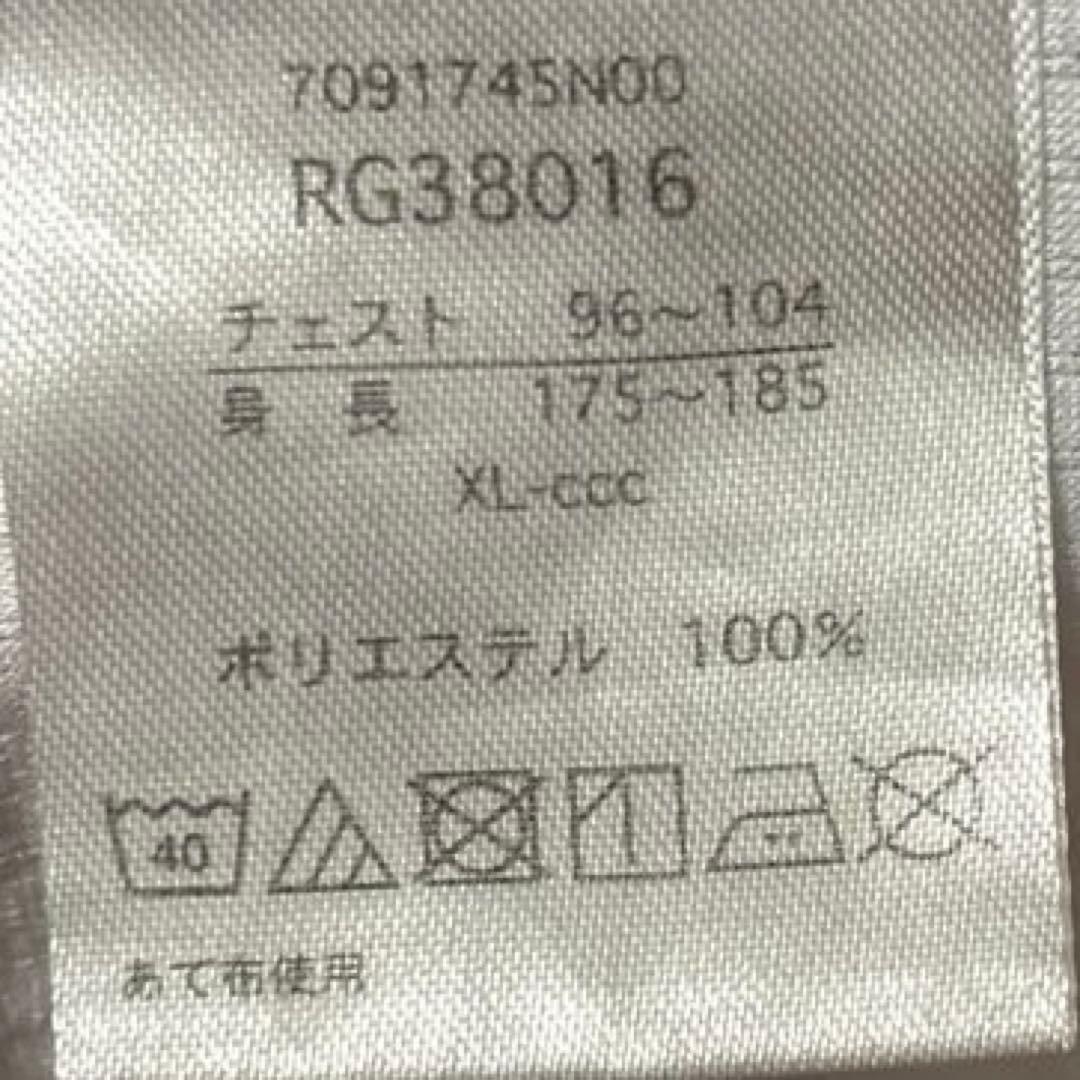 7091745N00
RG38016
チェスト 96~104
身長 175~185
XL-ccc
ポリエステル 100%
40
あて布使用